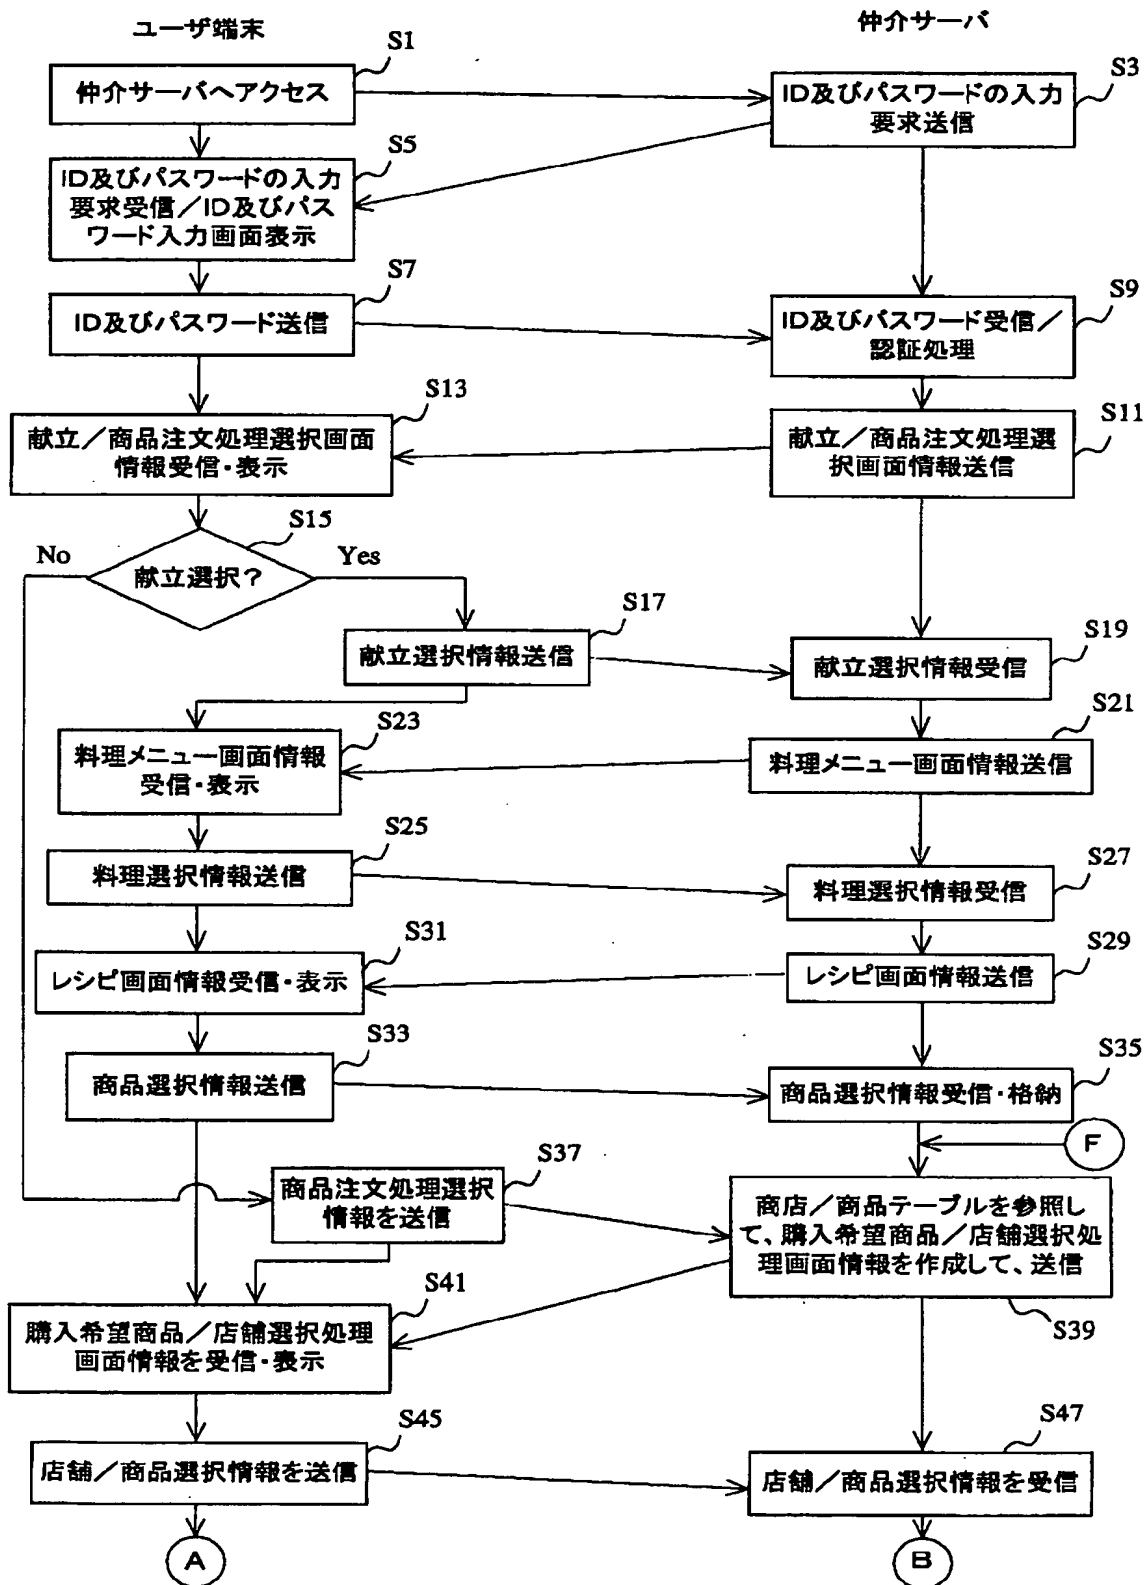 ユーザ端末
仲介サーバ
S1
仲介サーバへアクセス
S3
ID及びパスワードの入力
要求送信
S5
ID及びパスワードの入力
要求受信／ID及びパス
ワード入力画面表示
S7
ID及びパスワード送信
S9
ID及びパスワード受信／
認証処理
S13
献立／商品注文処理選択画面
情報受信・表示
S11
献立／商品注文処理選
択画面情報送信
S15
No
献立選択？
Yes
S17
献立選択情報送信
S19
献立選択情報受信
S23
料理メニュー画面情報
受信・表示
S21
料理メニュー画面情報送信
S25
料理選択情報送信
S27
料理選択情報受信
S31
レシピ画面情報受信・表示
S29
レシピ画面情報送信
S33
商品選択情報送信
S35
商品選択情報受信・格納
F
S37
商品注文処理選択
情報を送信
商店／商品テーブルを参照し
て、購入希望商品／店舗選択処
理画面情報を作成して、送信
S39
S41
購入希望商品／店舗選択処理
画面情報を受信・表示
S45
店舗／商品選択情報を送信
S47
店舗／商品選択情報を受信
A
B